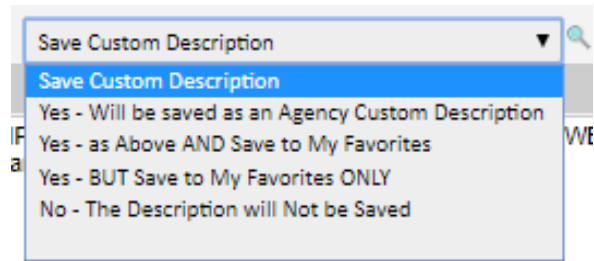 Save Custom Description
Save Custom Description
Yes - Will be saved as an Agency Custom Description
Yes - as Above AND Save to My Favorites
Yes - BUT Save to My Favorites ONLY
No - The Description will Not be Saved